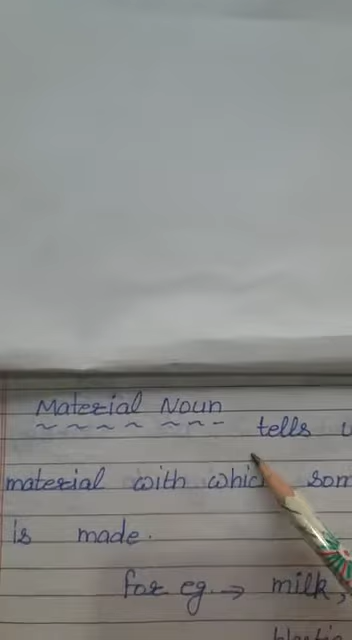 Material Noun
tells
material with which
is made.
for eg. → milk,